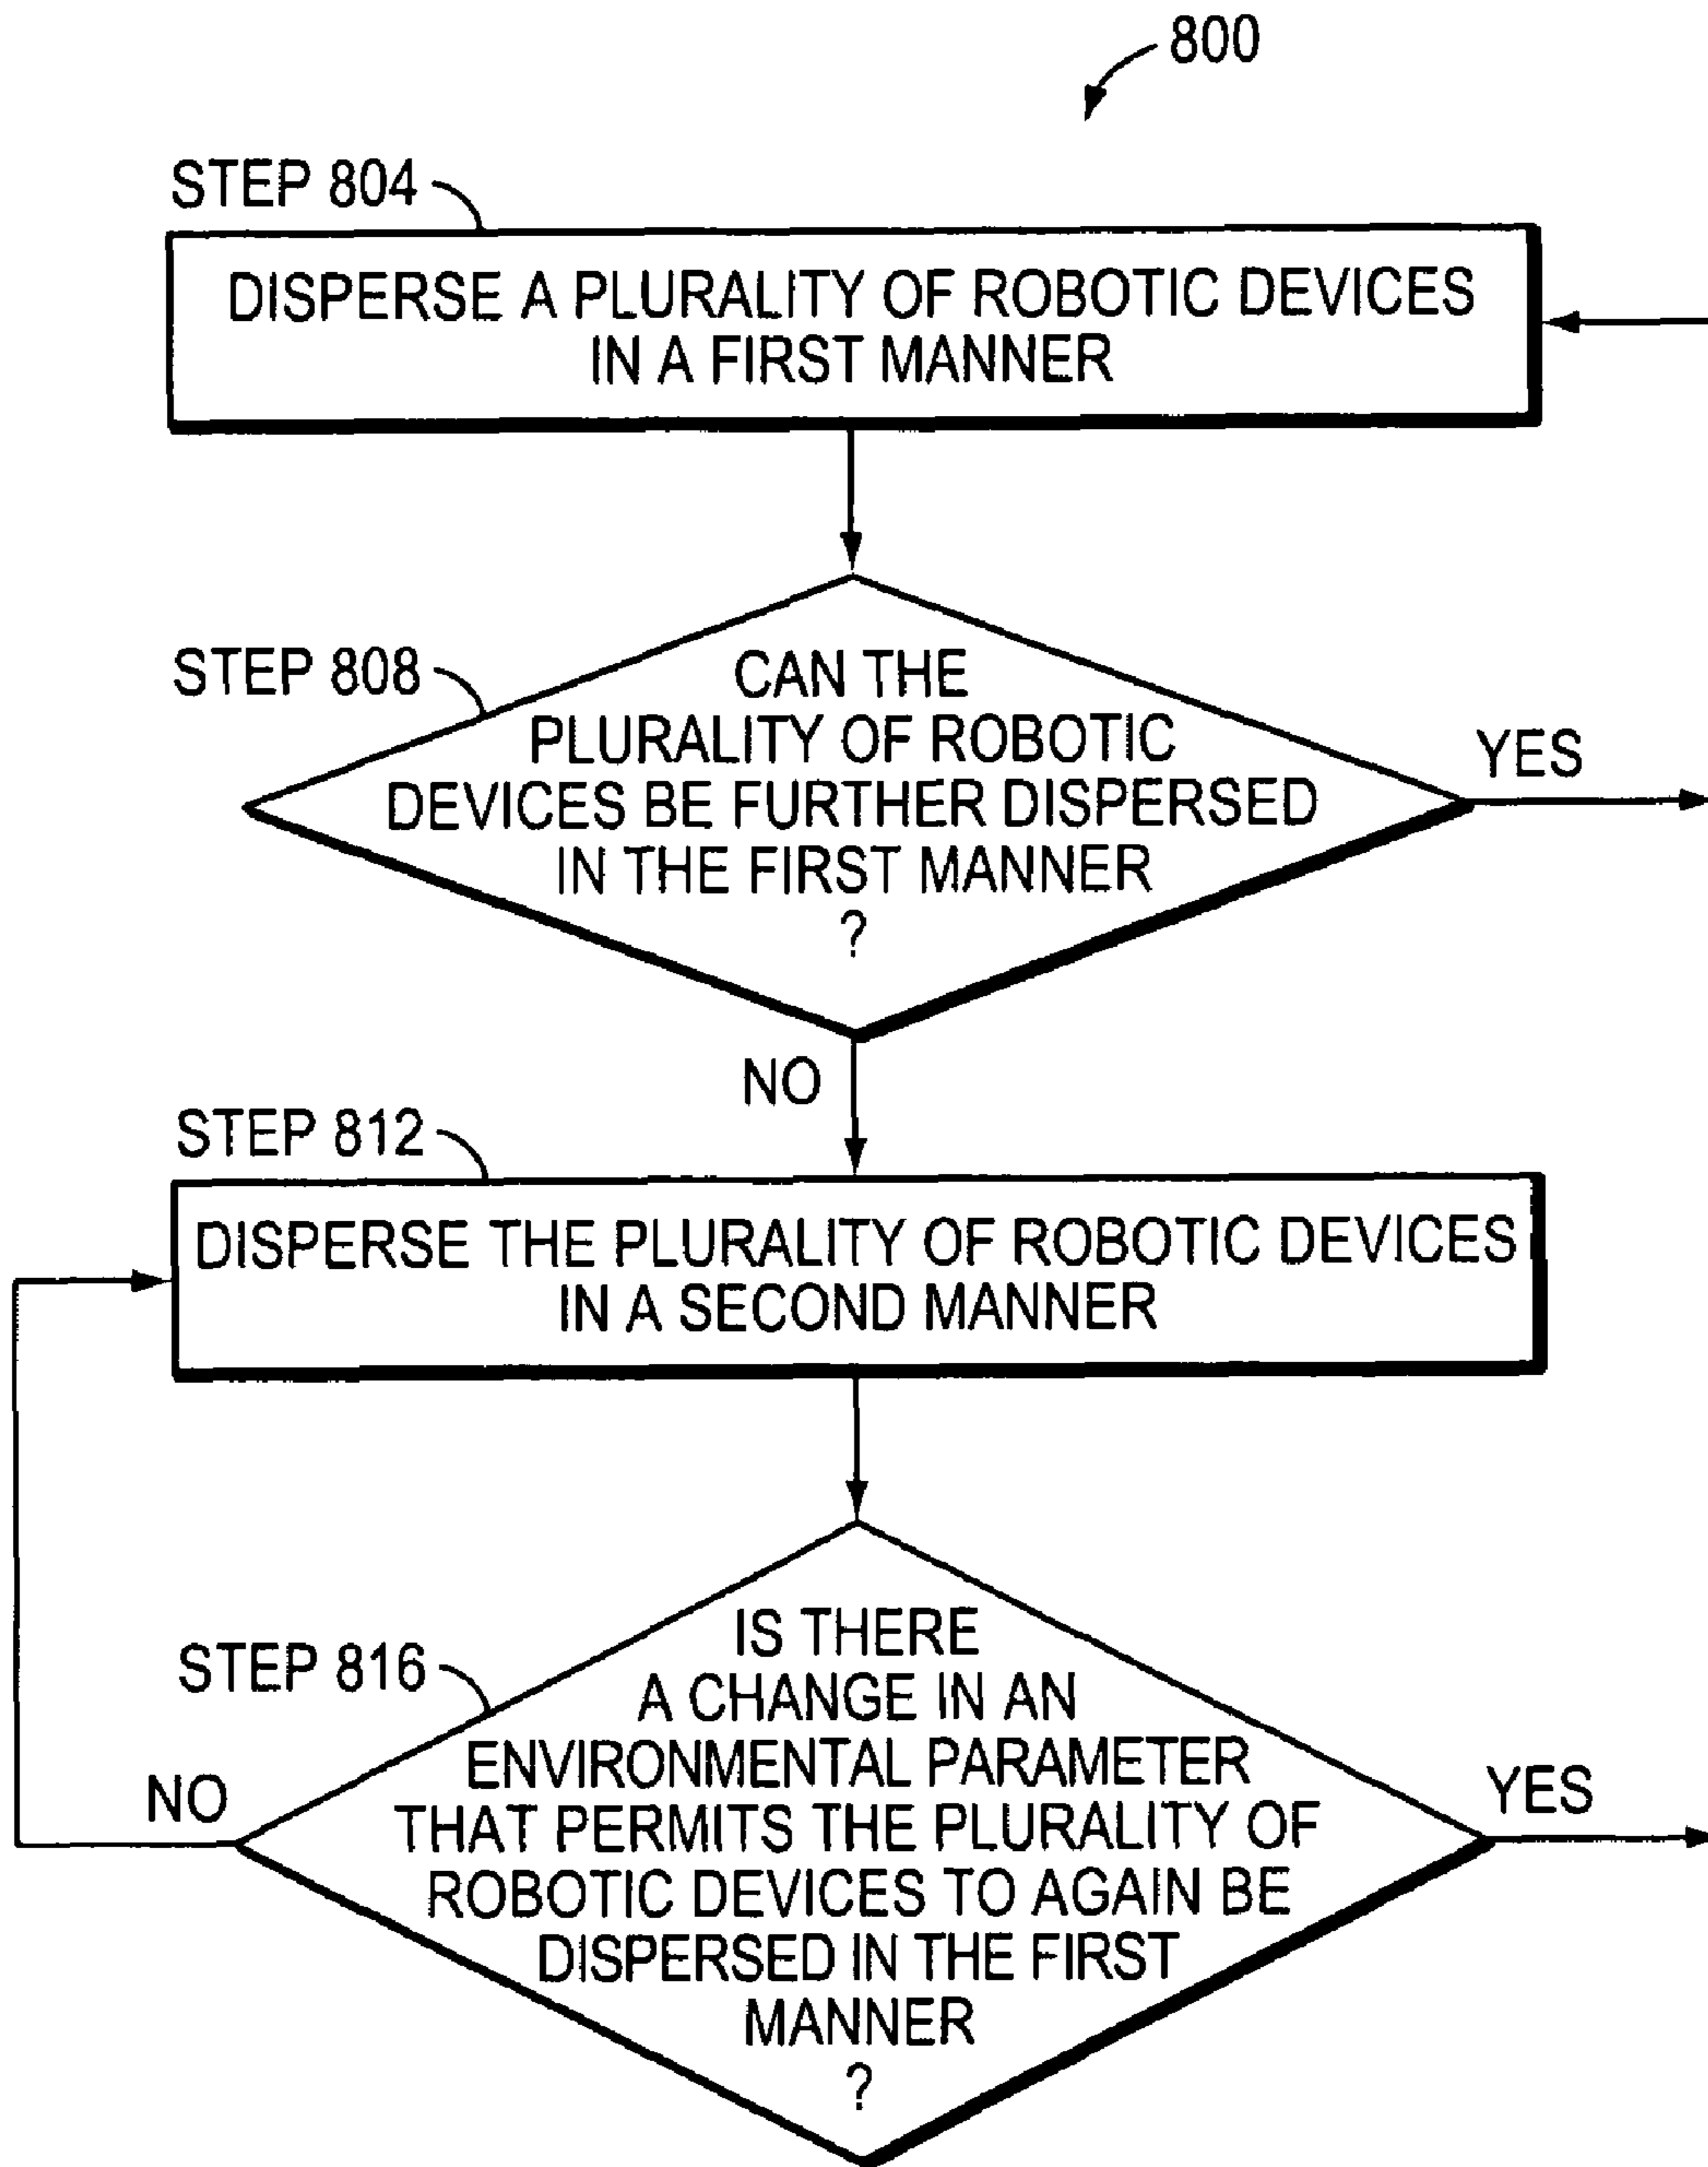 800
STEP 804
DISPERSE A PLURALITY OF ROBOTIC DEVICES
IN A FIRST MANNER
STEP 808
CAN THE
PLURALITY OF ROBOTIC
DEVICES BE FURTHER DISPERSED
IN THE FIRST MANNER
?
YES
NO
STEP 812
DISPERSE THE PLURALITY OF ROBOTIC DEVICES
IN A SECOND MANNER
STEP 816
IS THERE
A CHANGE IN AN
ENVIRONMENTAL PARAMETER
THAT PERMITS THE PLURALITY OF
ROBOTIC DEVICES TO AGAIN BE
DISPERSED IN THE FIRST
MANNER
?
NO
YES